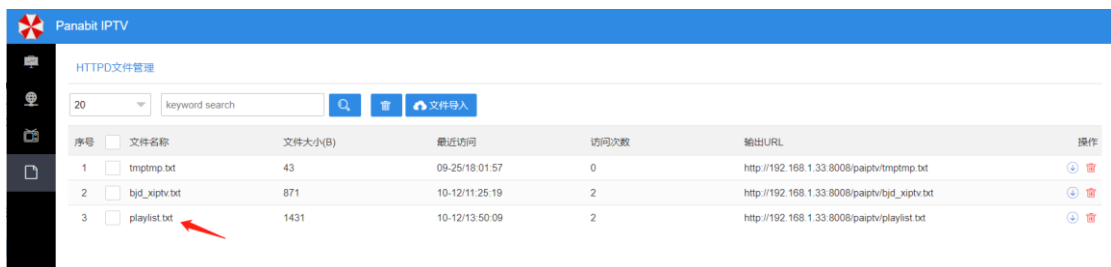 Panabit IPTV
HTTPD文件管理
20 keyword search 文件导入
序号 文件名称 文件大小(B) 最近访问 访问次数 输出URL 操作
1 tmptmp.txt 43 09-25/18:01:57 0 http://192.168.1.33:8008/paiptv/tmptmp.txt
2 bjd_xiptv.txt 871 10-12/11:25:19 2 http://192.168.1.33:8008/paiptv/bjd_xiptv.txt
3 playlist.txt 1431 10-12/13:50:09 2 http://192.168.1.33:8008/paiptv/playlist.txt